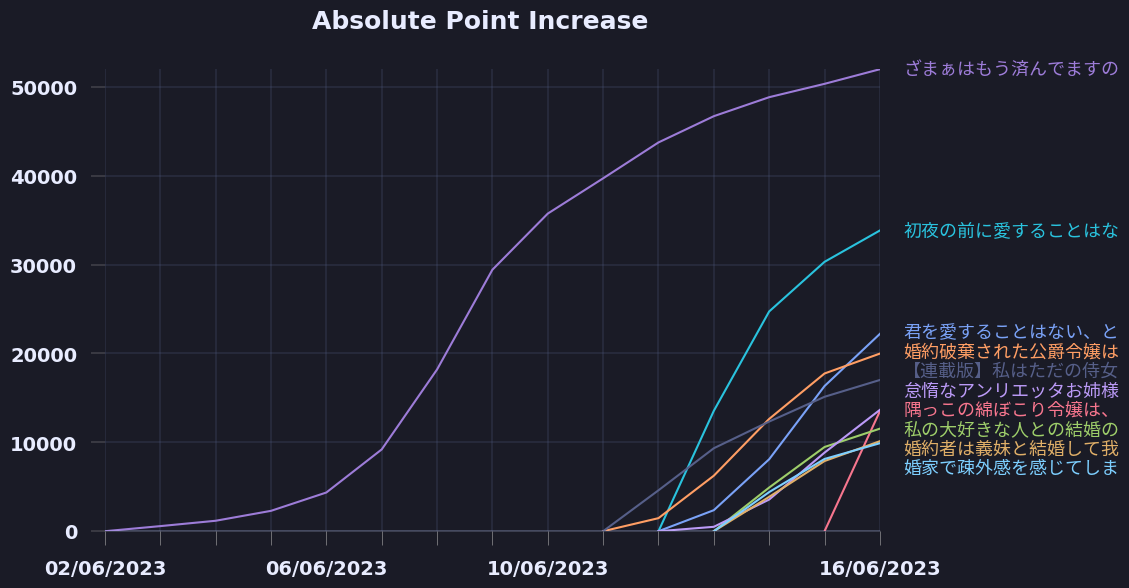 Absolute Point Increase
50000
40000
30000
20000
10000
0
02/06/2023
06/06/2023
10/06/2023
16/06/2023
ざまぁはもう済んでますの
初夜の前に愛することはな
君を愛することはない、と
婚約破棄された公爵令嬢は
【連載版】私はただの侍女
怠惰なアンリエッタお姉様
隅っこの綿ぼこり令嬢は、
私の大好きな人との結婚の
婚約者は義妹と結婚して我
婚家で疎外感を感じてしま